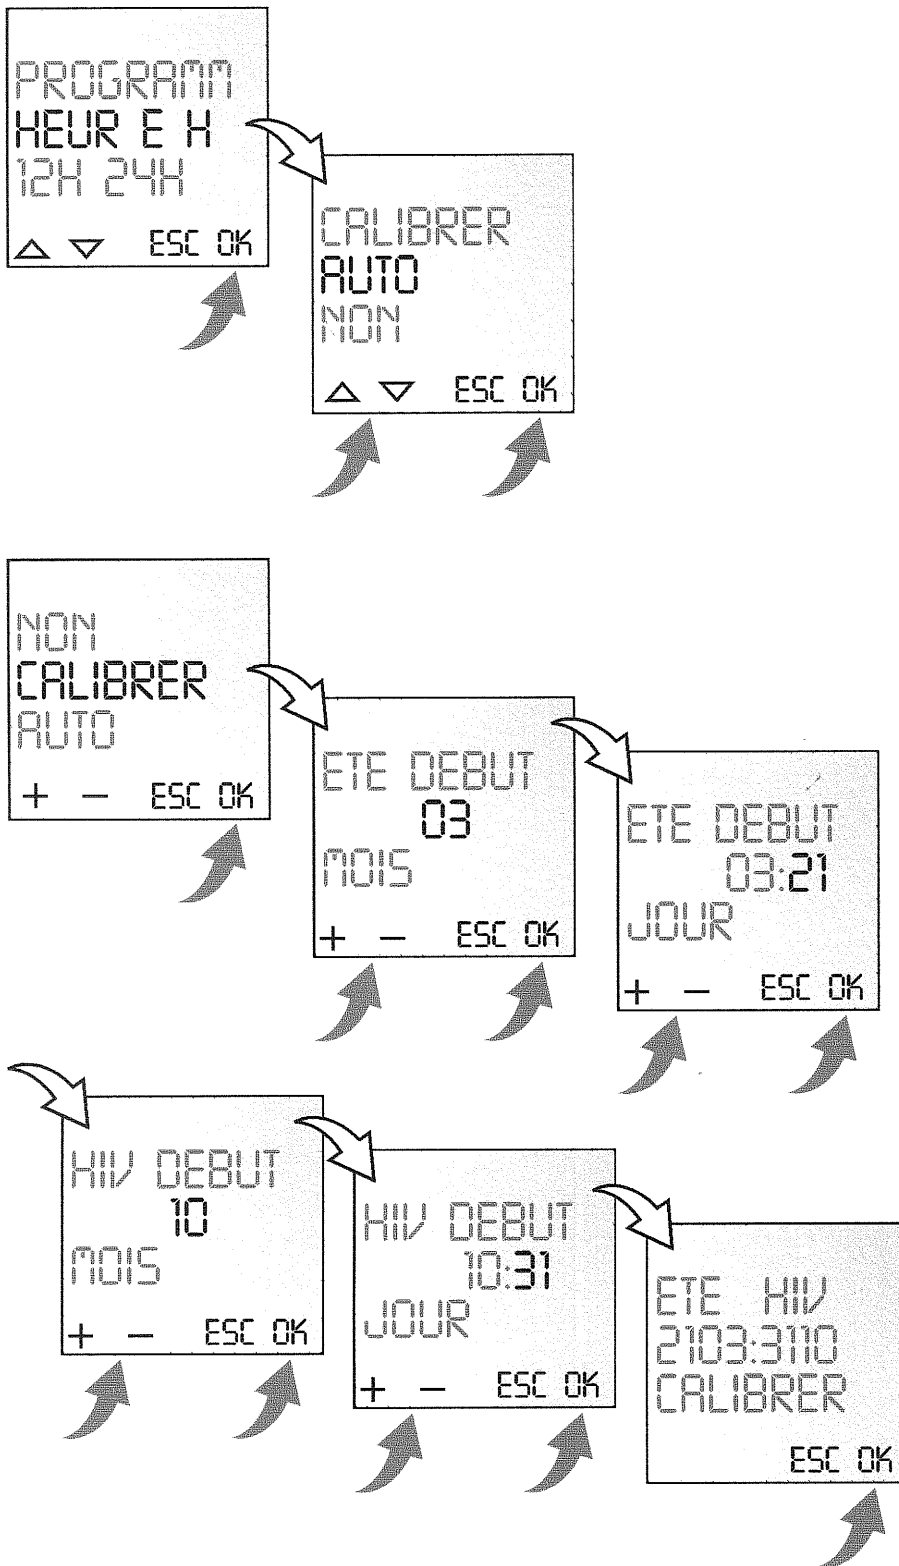 PROGRAMM
HEUR E H
12H 24H
△ ▽ ESC OK
CALIBRER
AUTO
NON
△ ▽ ESC OK
NON
CALIBRER
AUTO
+ − ESC OK
ETE DEBUT
03
MOIS
+ − ESC OK
ETE DEBUT
03:21
JOUR
+ − ESC OK
HIV DEBUT
10
MOIS
+ − ESC OK
HIV DEBUT
10:31
JOUR
+ − ESC OK
ETE HIV
2103:3110
CALIBRER
ESC OK